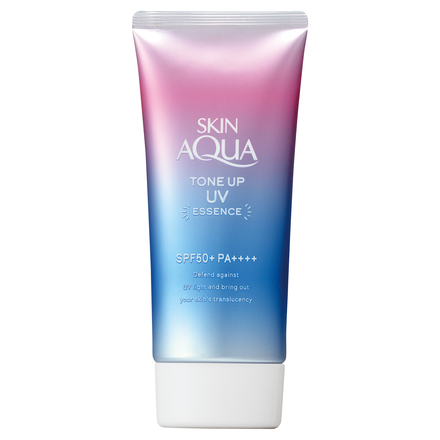 SKIN
AQUA
TONE UP
UV
ESSENCE
SPF50+ PA++++
Defend against
UV light and bring out
your skin's translucency